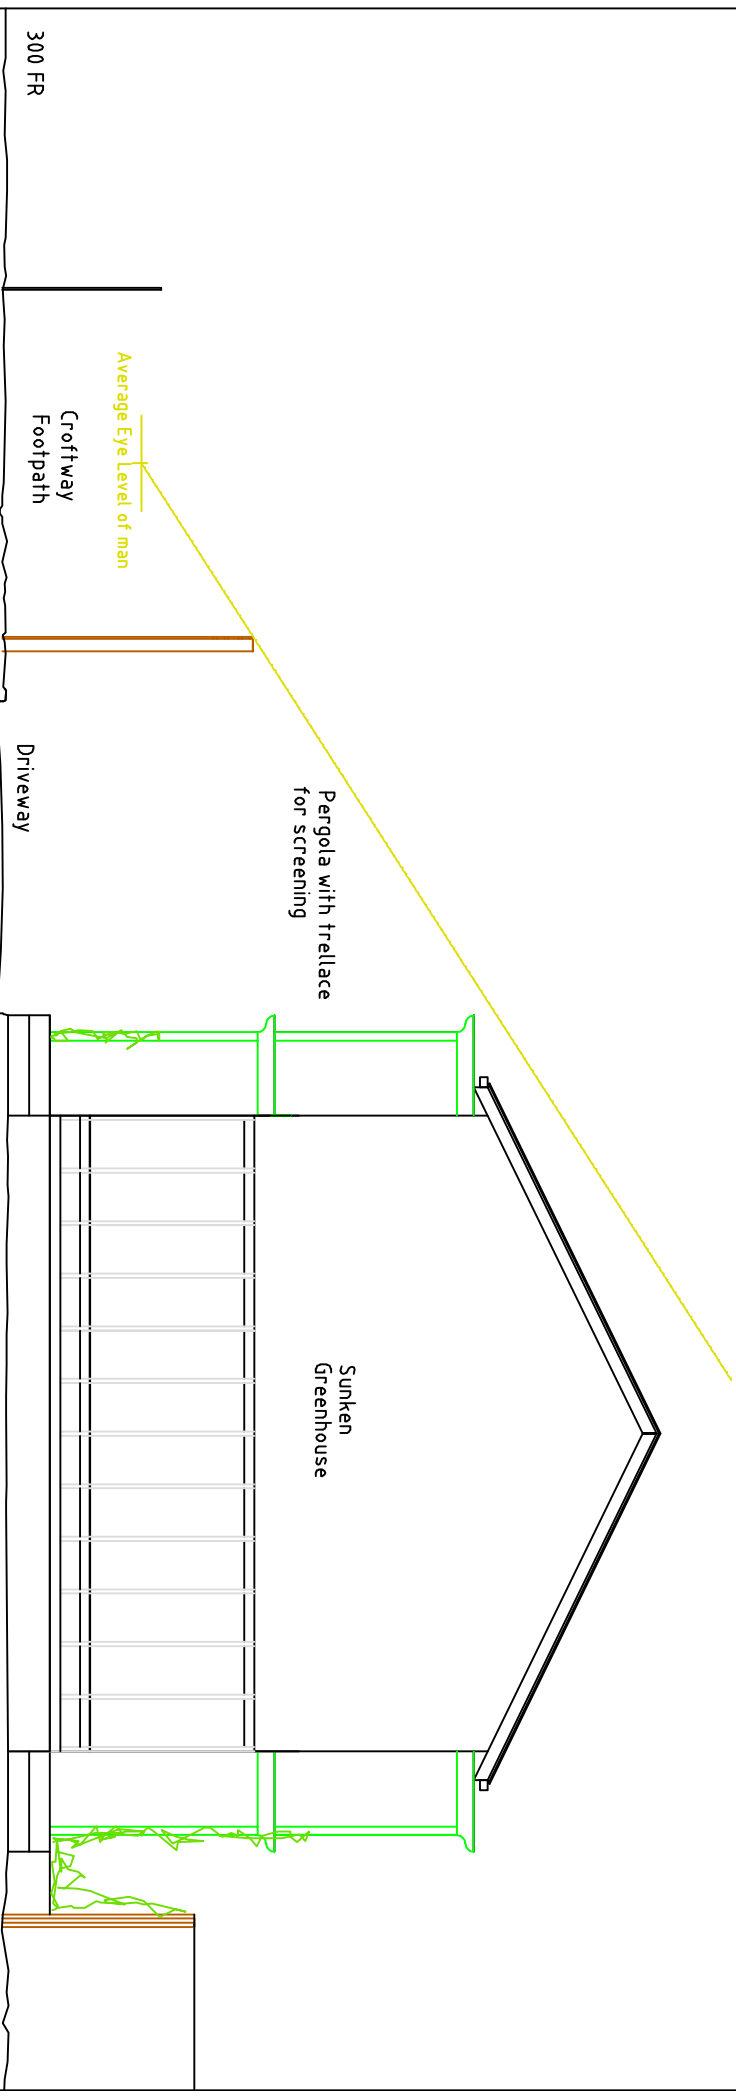 300 FR
Average Eye Level of man
Croftway
Footpath
Driveway
Pergola with trellace
for screening
Sunken
Greenhouse